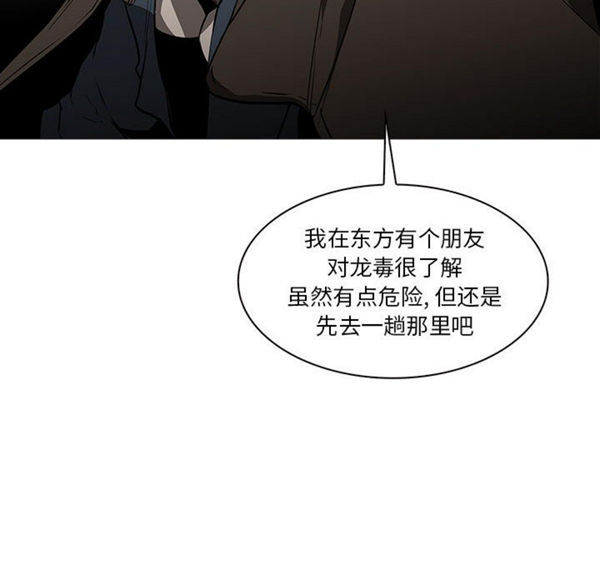 我在东方有个朋友
对龙毒很了解
虽然有点危险, 但还是
先去一趟那里吧